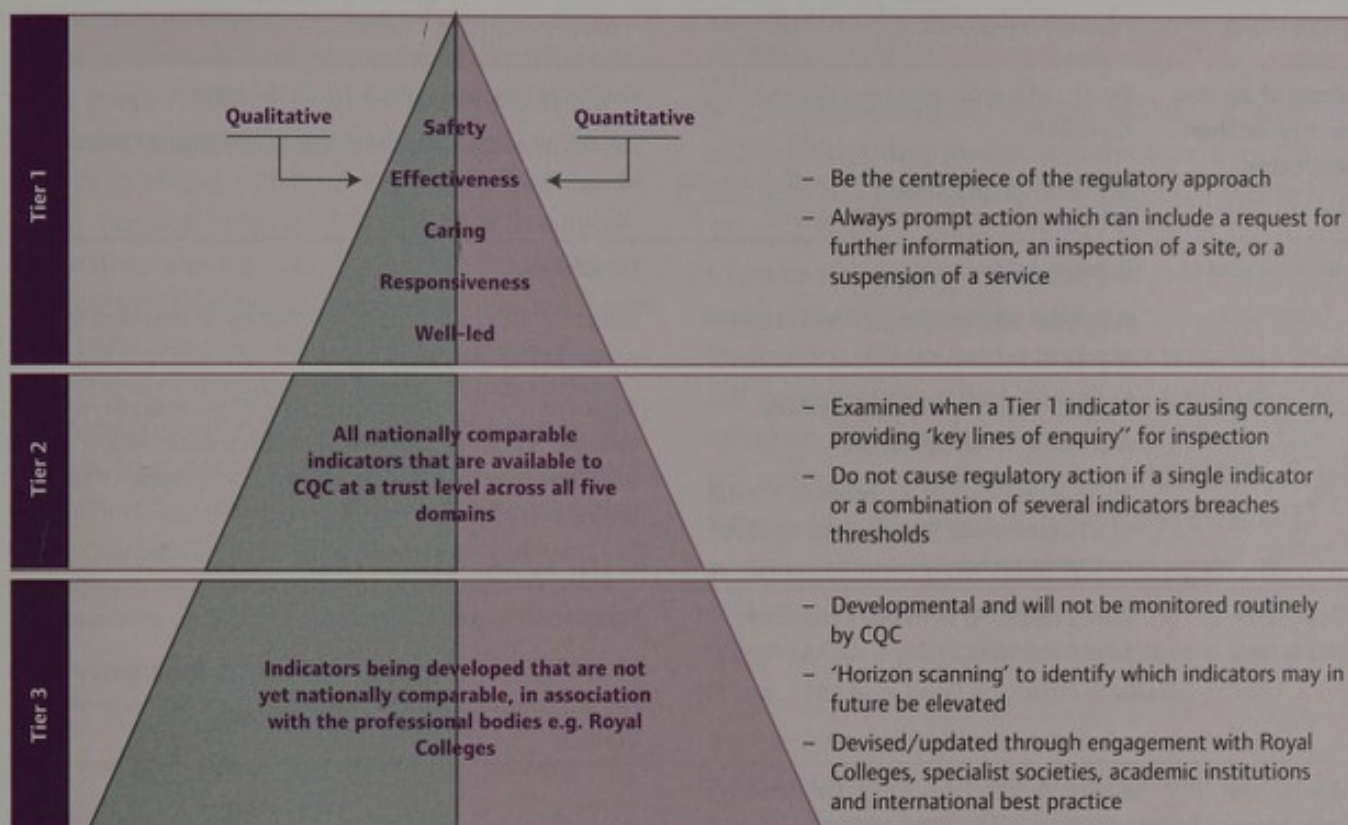 Tier 1
Qualitative
Quantitative
Safety
Effectiveness
Caring
Responsiveness
Well-led
– Be the centrepiece of the regulatory approach
– Always prompt action which can include a request for
further information, an inspection of a site, or a
suspension of a service
Tier 2
All nationally comparable
indicators that are available to
CQC at a trust level across all five
domains
– Examined when a Tier 1 indicator is causing concern,
providing ‘key lines of enquiry’’ for inspection
– Do not cause regulatory action if a single indicator
or a combination of several indicators breaches
thresholds
Tier 3
Indicators being developed that are not
yet nationally comparable, in association
with the professional bodies e.g. Royal
Colleges
– Developmental and will not be monitored routinely
by CQC
– ‘Horizon scanning’ to identify which indicators may in
future be elevated
– Devised/updated through engagement with Royal
Colleges, specialist societies, academic institutions
and international best practice